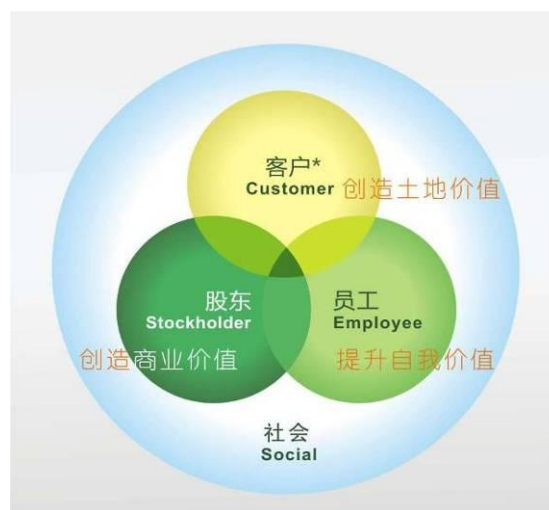 客户*
Customer
创造土地价值
股东
Stockholder
员工
Employee
创造商业价值
提升自我价值
社会
Social